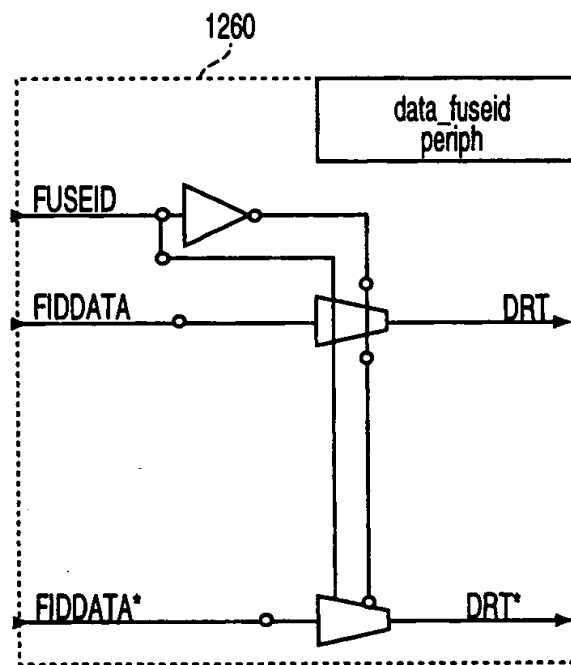 1260
data_fuseid
periph
FUSEID
FIDDATA
DRT
FIDDATA*
DRT*